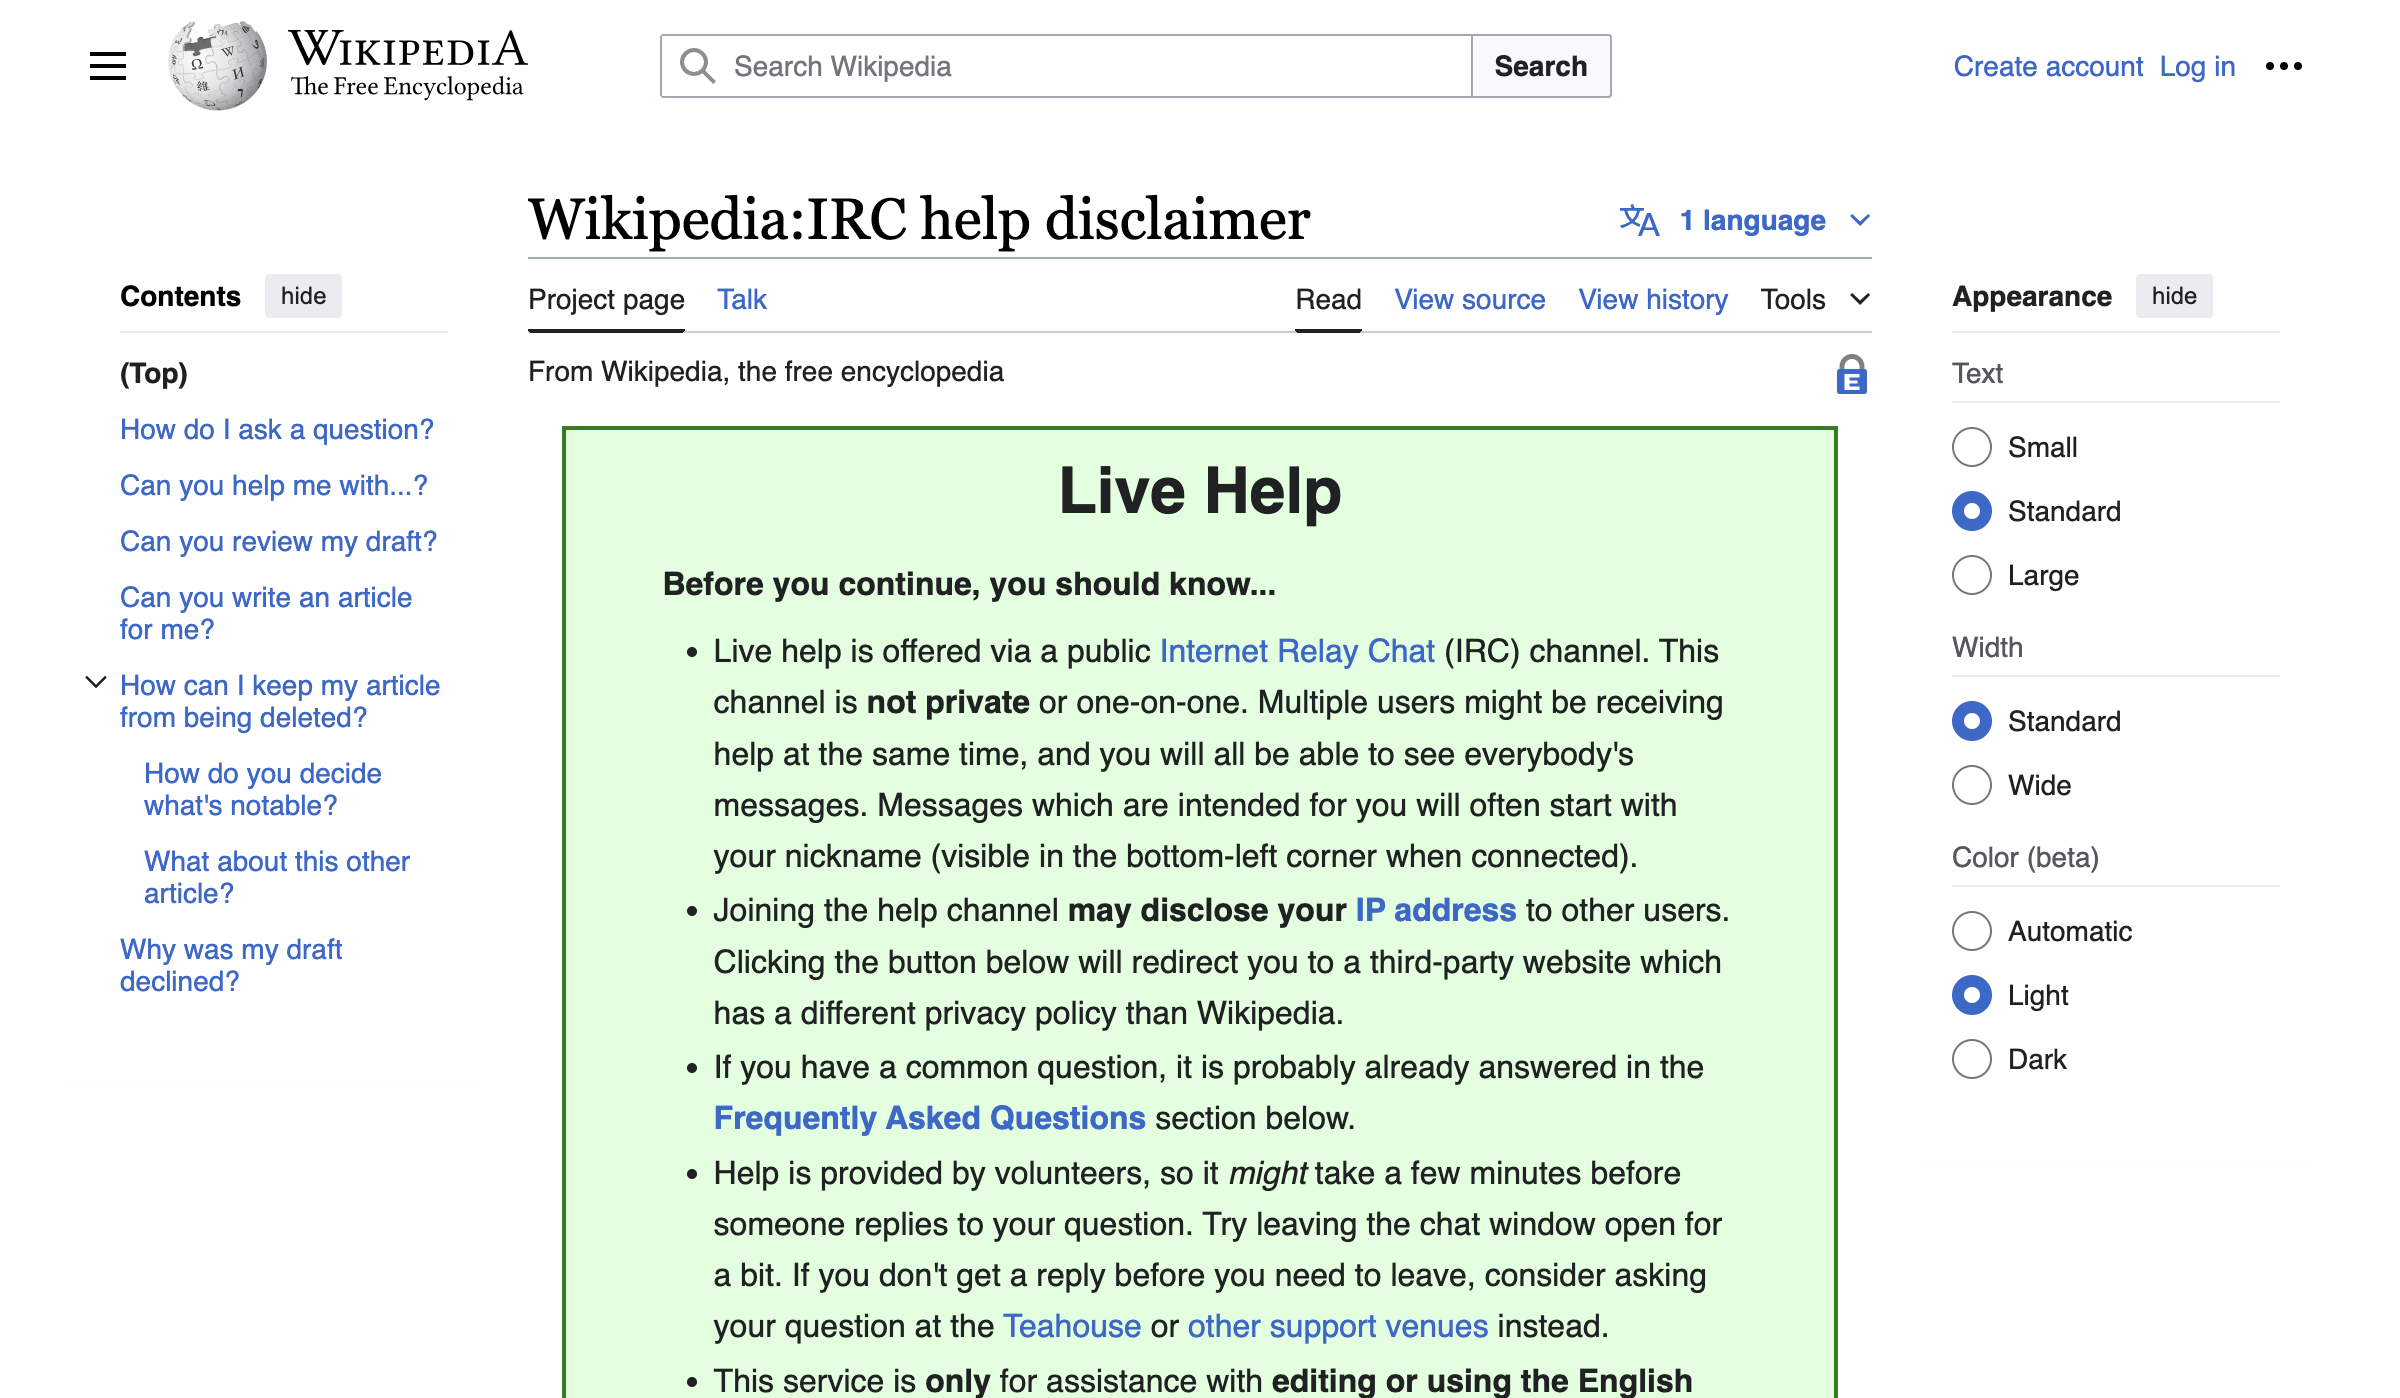 WIKIPEDIA
The Free Encyclopedia
Search Wikipedia
Search
Create account Log in
Wikipedia:IRC help disclaimer
1 language
Contents hide
(Top)
How do I ask a question?
Can you help me with...?
Can you review my draft?
Can you write an article
for me?
How can I keep my article
from being deleted?
How do you decide
what's notable?
What about this other
article?
Why was my draft
declined?
Project page Talk
Read View source View history Tools
From Wikipedia, the free encyclopedia
E
Live Help
Before you continue, you should know...
• Live help is offered via a public Internet Relay Chat (IRC) channel. This
channel is not private or one-on-one. Multiple users might be receiving
help at the same time, and you will all be able to see everybody's
messages. Messages which are intended for you will often start with
your nickname (visible in the bottom-left corner when connected).
• Joining the help channel may disclose your IP address to other users.
Clicking the button below will redirect you to a third-party website which
has a different privacy policy than Wikipedia.
• If you have a common question, it is probably already answered in the
Frequently Asked Questions section below.
• Help is provided by volunteers, so it might take a few minutes before
someone replies to your question. Try leaving the chat window open for
a bit. If you don't get a reply before you need to leave, consider asking
your question at the Teahouse or other support venues instead.
• This service is only for assistance with editing or using the English
Appearance hide
Text
Small
Standard
Large
Width
Standard
Wide
Color (beta)
Automatic
Light
Dark